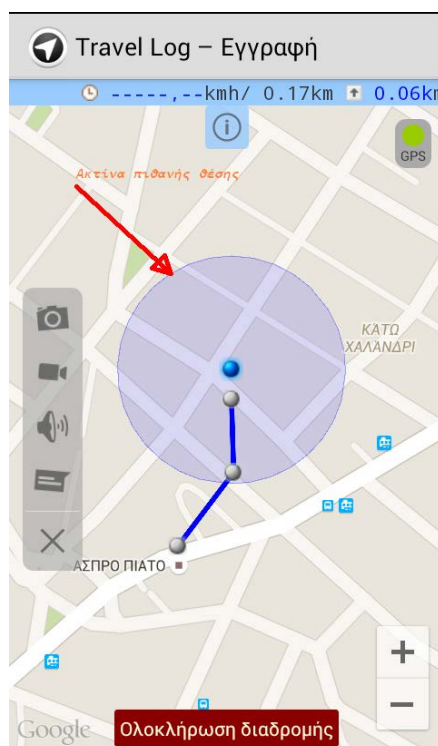 Travel Log – Εγγραφή
-----,--kmh/ 0.17km 0.06km
Ακτίνα πιθανής θέσης
GPS
ΚΑΤΩ
ΧΑΛΑΝΔΡΙ
ΑΣΠΡΟ ΠΙΑΤΟ
Google
Ολοκλήρωση διαδρομής